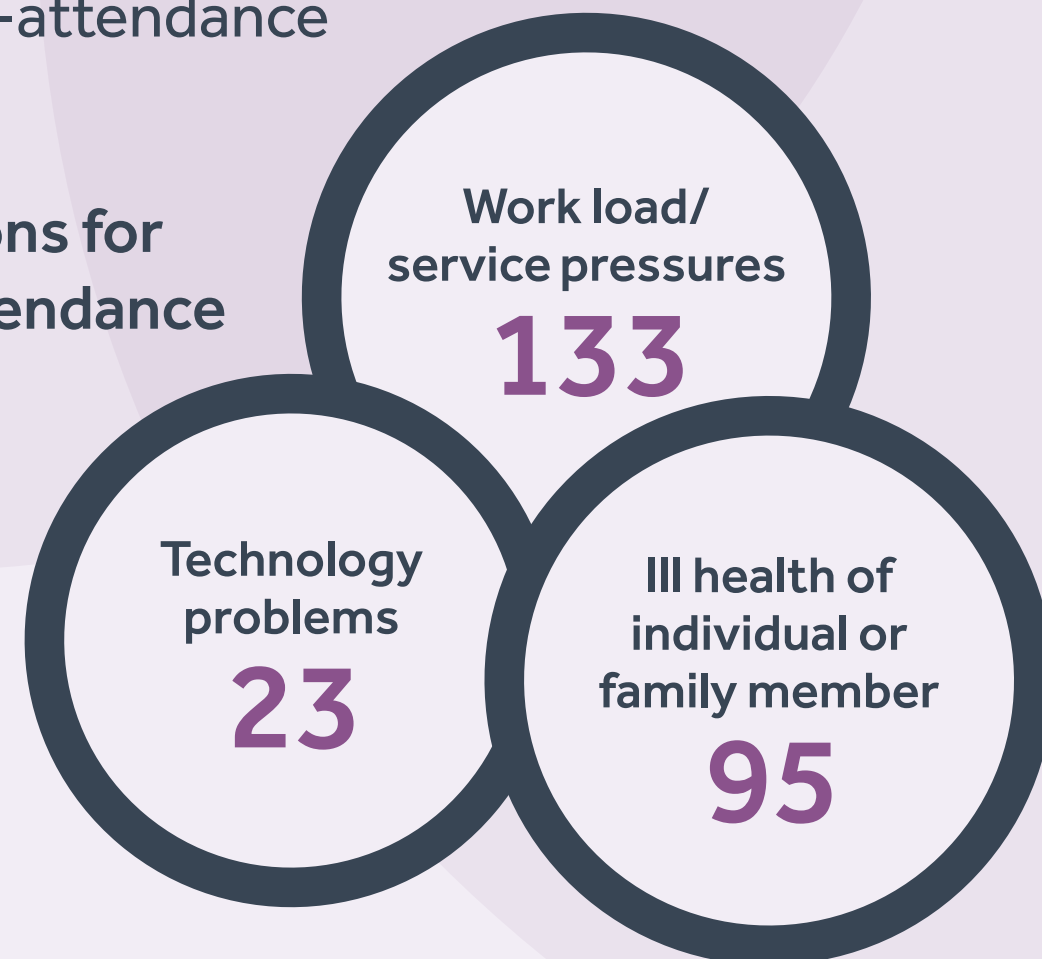 -attendance
ons for
endance
Work load/
service pressures
133
Technology
problems
23
Ill health of
individual or
family member
95